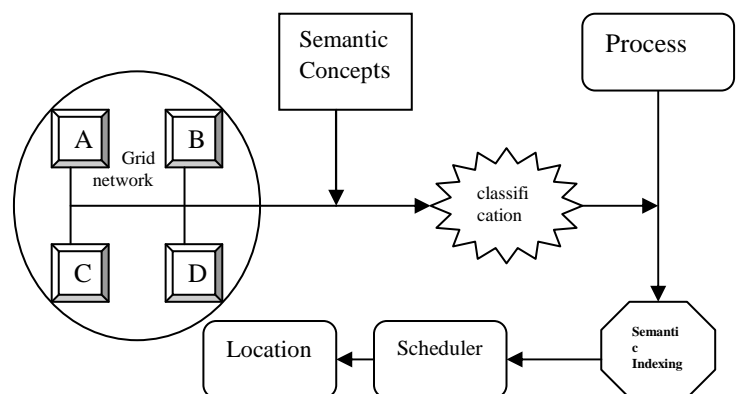 Semantic
Concepts
Process
A
B
Grid
network
classifi
cation
C
D
Location
Scheduler
Semanti
c
Indexing